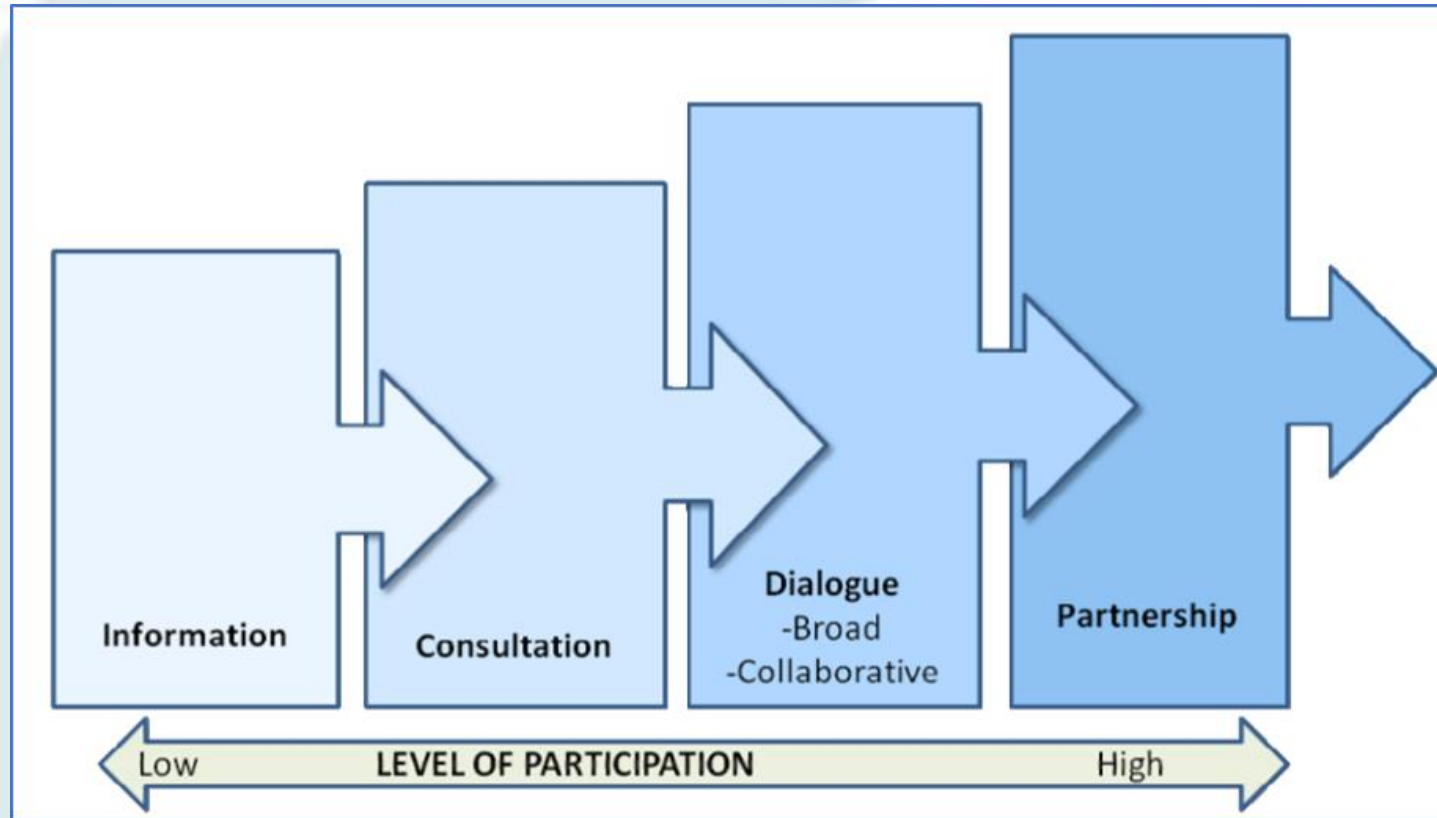 Information
Consultation
Dialogue
-Broad
-Collaborative
Partnership
Low LEVEL OF PARTICIPATION High